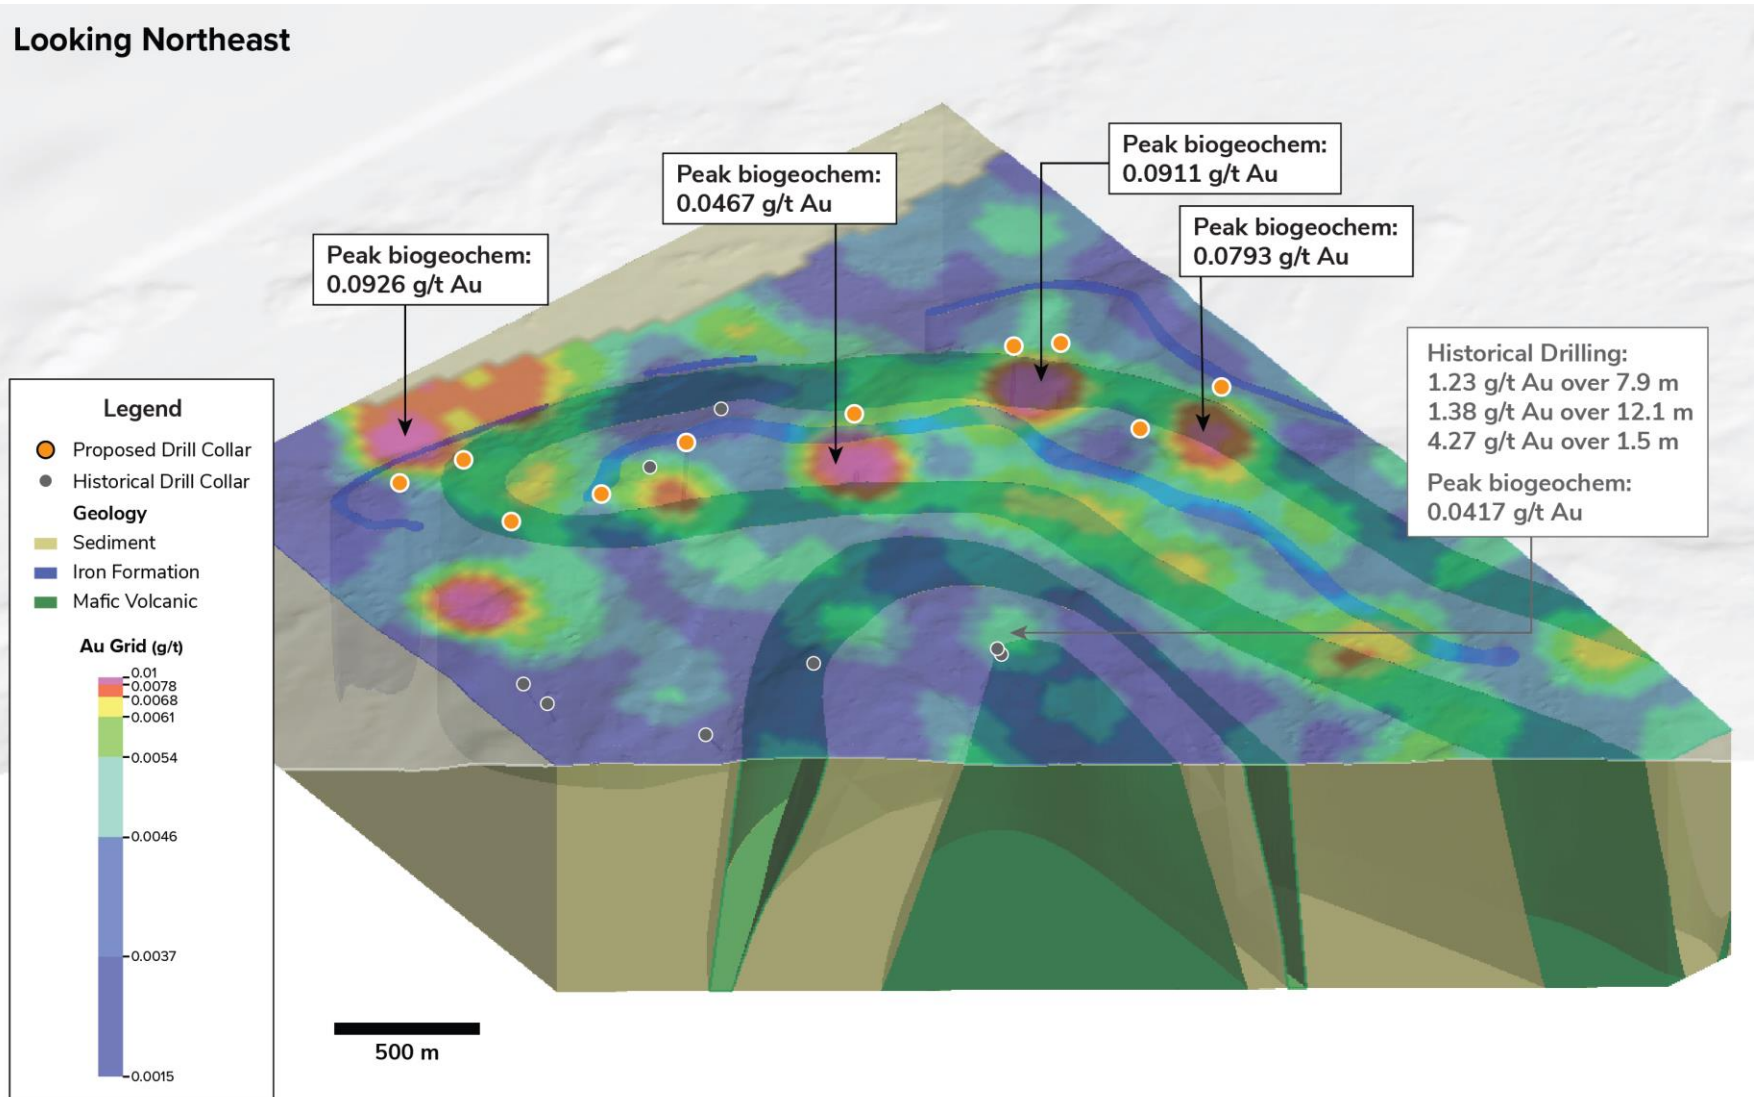 Looking Northeast
Peak biogeochem:
0.0911 g/t Au
Peak biogeochem:
0.0467 g/t Au
Peak biogeochem:
0.0793 g/t Au
Peak biogeochem:
0.0926 g/t Au
Historical Drilling:
1.23 g/t Au over 7.9 m
1.38 g/t Au over 12.1 m
4.27 g/t Au over 1.5 m
Peak biogeochem:
0.0417 g/t Au
Legend
Proposed Drill Collar
Historical Drill Collar
Geology
Sediment
Iron Formation
Mafic Volcanic
Au Grid (g/t)
0.01
0.0078
0.0068
0.0061
0.0054
0.0046
0.0037
0.0015
500 m